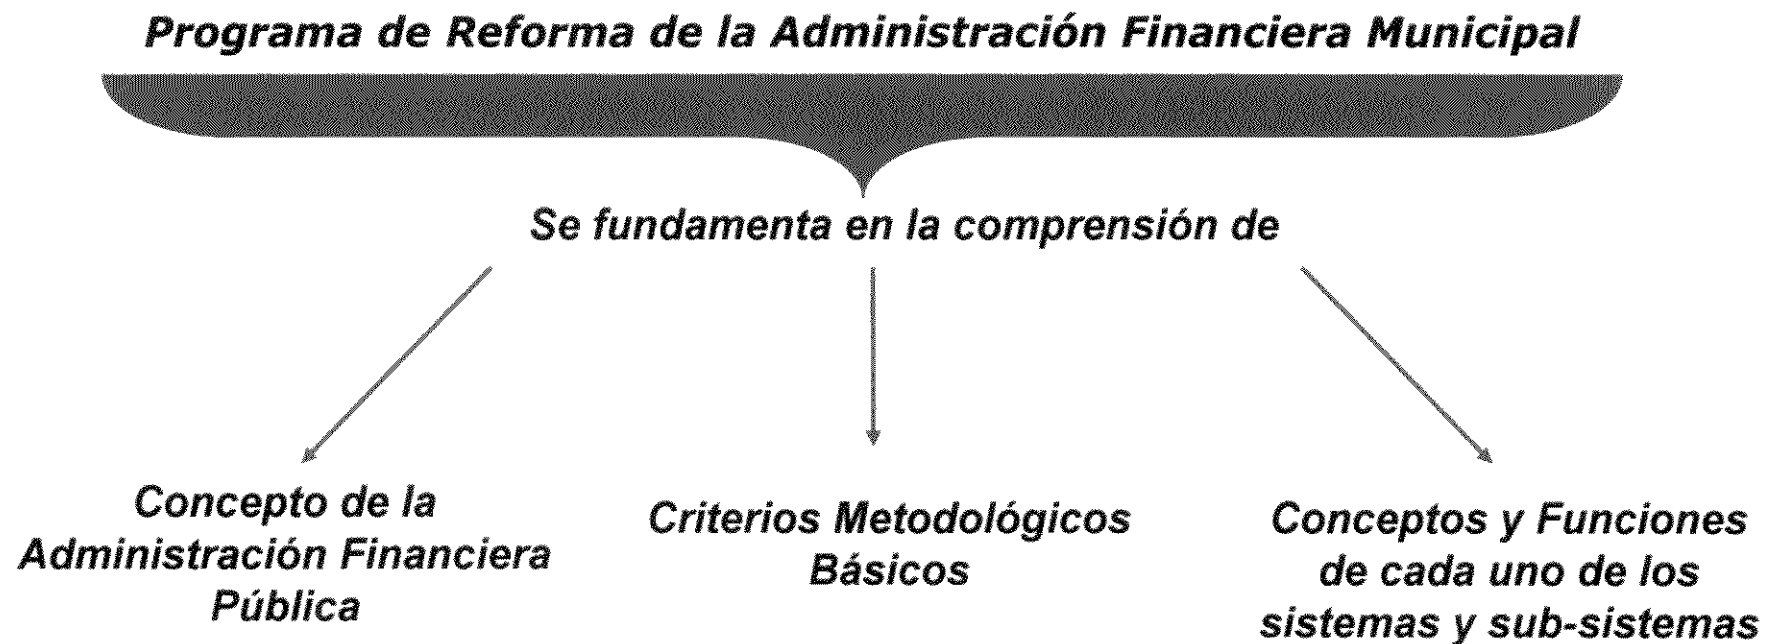 Programa de Reforma de la Administración Financiera Municipal
Se fundamenta en la comprensión de
Concepto de la
Administración Financiera
Pública
Criterios Metodológicos
Básicos
Conceptos y Funciones
de cada uno de los
sistemas y sub-sistemas